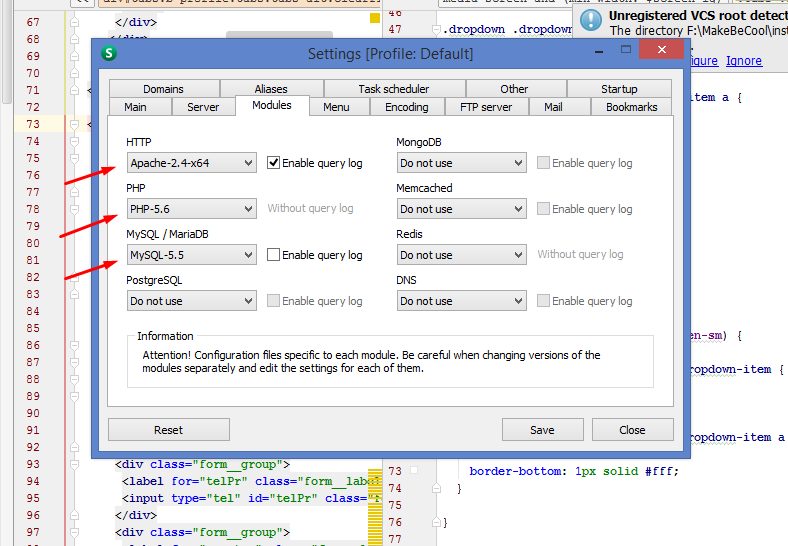 67
</div>
68
69
70
71
72
73
74
75
76
77
78
79
80
81
82
83
84
85
86
87
88
89
90
91
92
93 <div class="form__group">
94 <label for="telPr" class="form__label
95 <input type="tel" id="telPr" class="f
96 </div>
97 <div class="form__group">
46
47 .dropdown .dropdown
Unregistered VCS root detect
The directory F:\MakeBeCool\inst
Ignore
item a {
Settings [Profile: Default]
Domains Aliases Task scheduler Other Startup
Main Server Modules Menu Encoding FTP server Mail Bookmarks
HTTP
Apache-2.4-x64 Enable query log
PHP
PHP-5.6 Without query log
MySQL / MariaDB
MySQL-5.5 Enable query log
PostgreSQL
Do not use Enable query log
MongoDB
Do not use Enable query log
Memcached
Do not use Enable query log
Redis
Do not use Without query log
DNS
Do not use Enable query log
Information
Attention! Configuration files specific to each module. Be careful when changing versions of the
modules separately and edit the settings for each of them.
Reset Save Close
en-sm) {
ropdown-item {
ropdown-item a
73 border-bottom: 1px solid #fff;
74 }
75
76 }
77